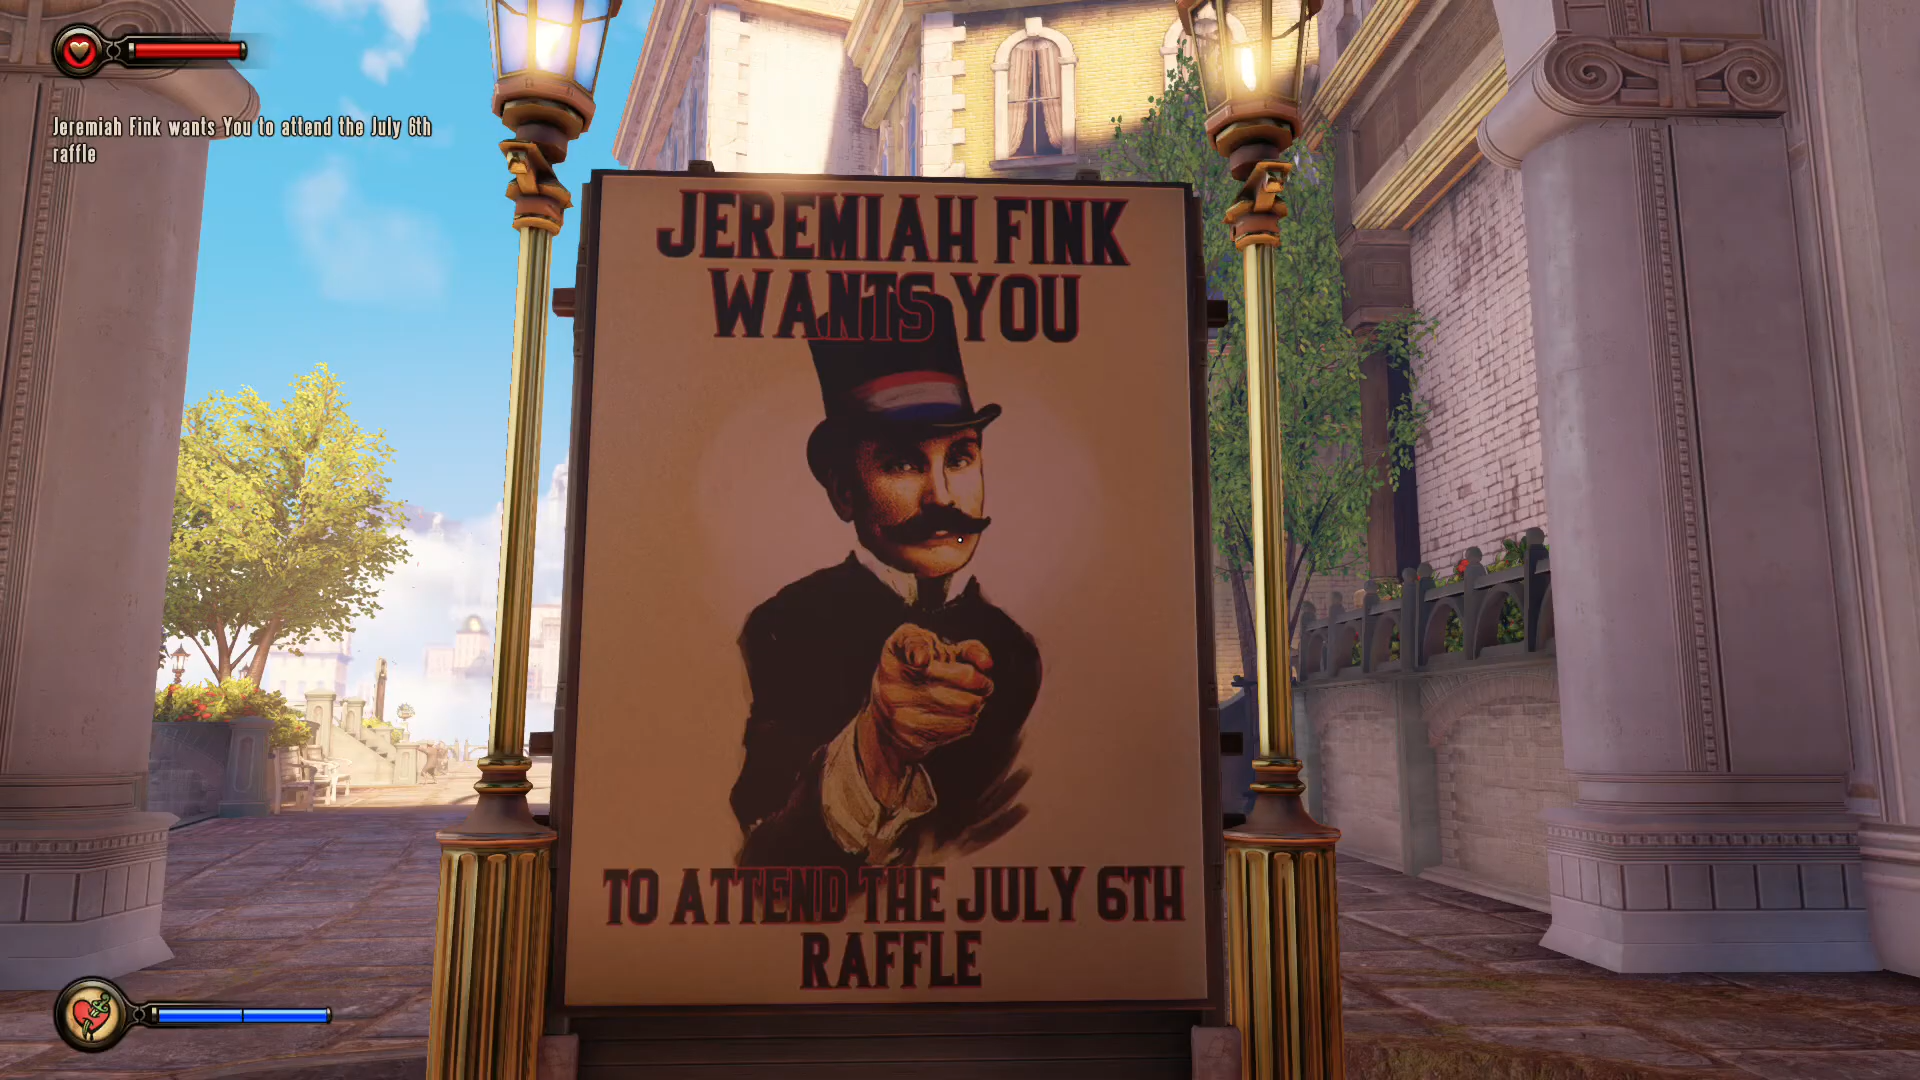 Jeremiah Fink wants You to attend the July 6th
raffle
JEREMIAH FINK
WANTS YOU
TO ATTEND THE JULY 6TH
RAFFLE